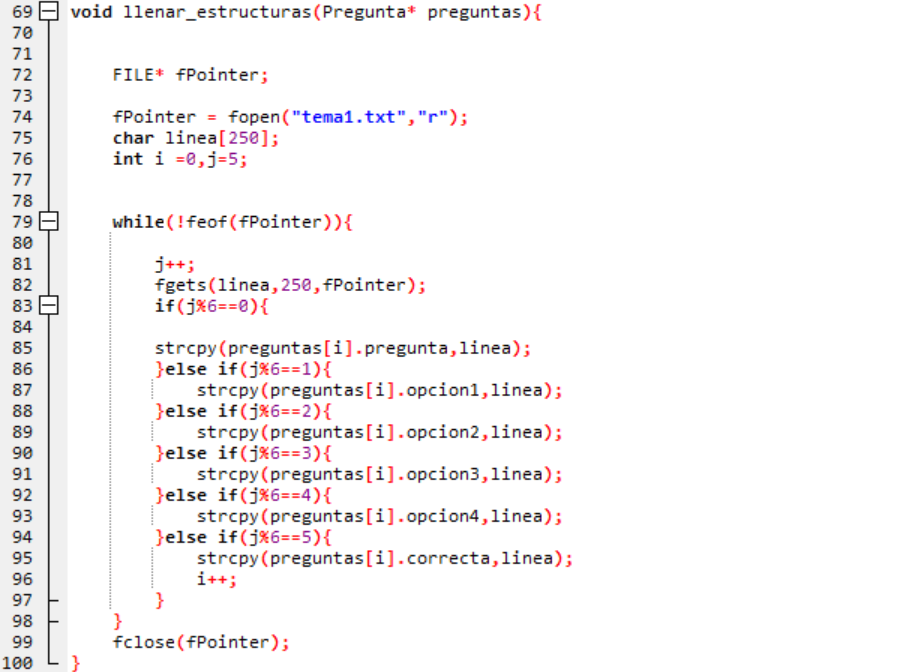 69 void llenar_estructuras(Pregunta* preguntas){
70
71
72 FILE* fPointer;
73
74 fPointer = fopen("tema1.txt","r");
75 char linea[250];
76 int i =0,j=5;
77
78
79 while(!feof(fPointer)){
80
81 j++;
82 fgets(linea,250,fPointer);
83 if(j%6==0){
84
85 strcpy(preguntas[i].pregunta,linea);
86 }else if(j%6==1){
87 strcpy(preguntas[i].opcion1,linea);
88 }else if(j%6==2){
89 strcpy(preguntas[i].opcion2,linea);
90 }else if(j%6==3){
91 strcpy(preguntas[i].opcion3,linea);
92 }else if(j%6==4){
93 strcpy(preguntas[i].opcion4,linea);
94 }else if(j%6==5){
95 strcpy(preguntas[i].correcta,linea);
96 i++;
97 }
98 }
99 fclose(fPointer);
100 }